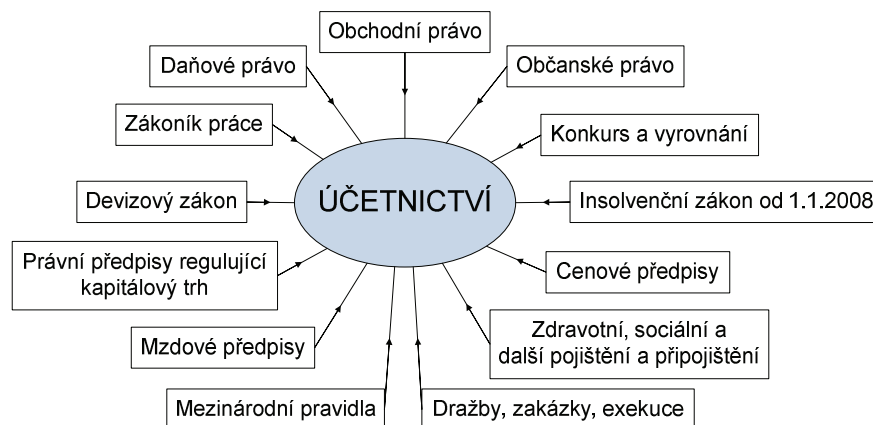 Obchodní právo
Daňové právo
Občanské právo
Zákoník práce
Konkurs a vyrovnání
Devizový zákon
ÚČETNICTVÍ
Insolvenční zákon od 1.1.2008
Právní předpisy regulující
kapitálový trh
Cenové předpisy
Mzdové předpisy
Zdravotní, sociální a
další pojištění a připojištění
Mezinárodní pravidla
Dražby, zakázky, exekuce